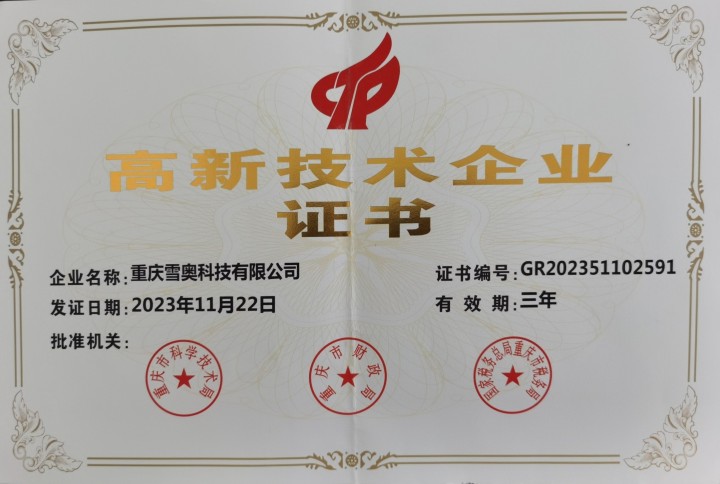 高新技术企业
证书
企业名称：重庆雪奥科技有限公司
证书编号：GR202351102591
发证日期：2023年11月22日
有效期：三年
批准机关：
重庆市科学技术局
重庆市财政局
国家税务总局重庆市税务局